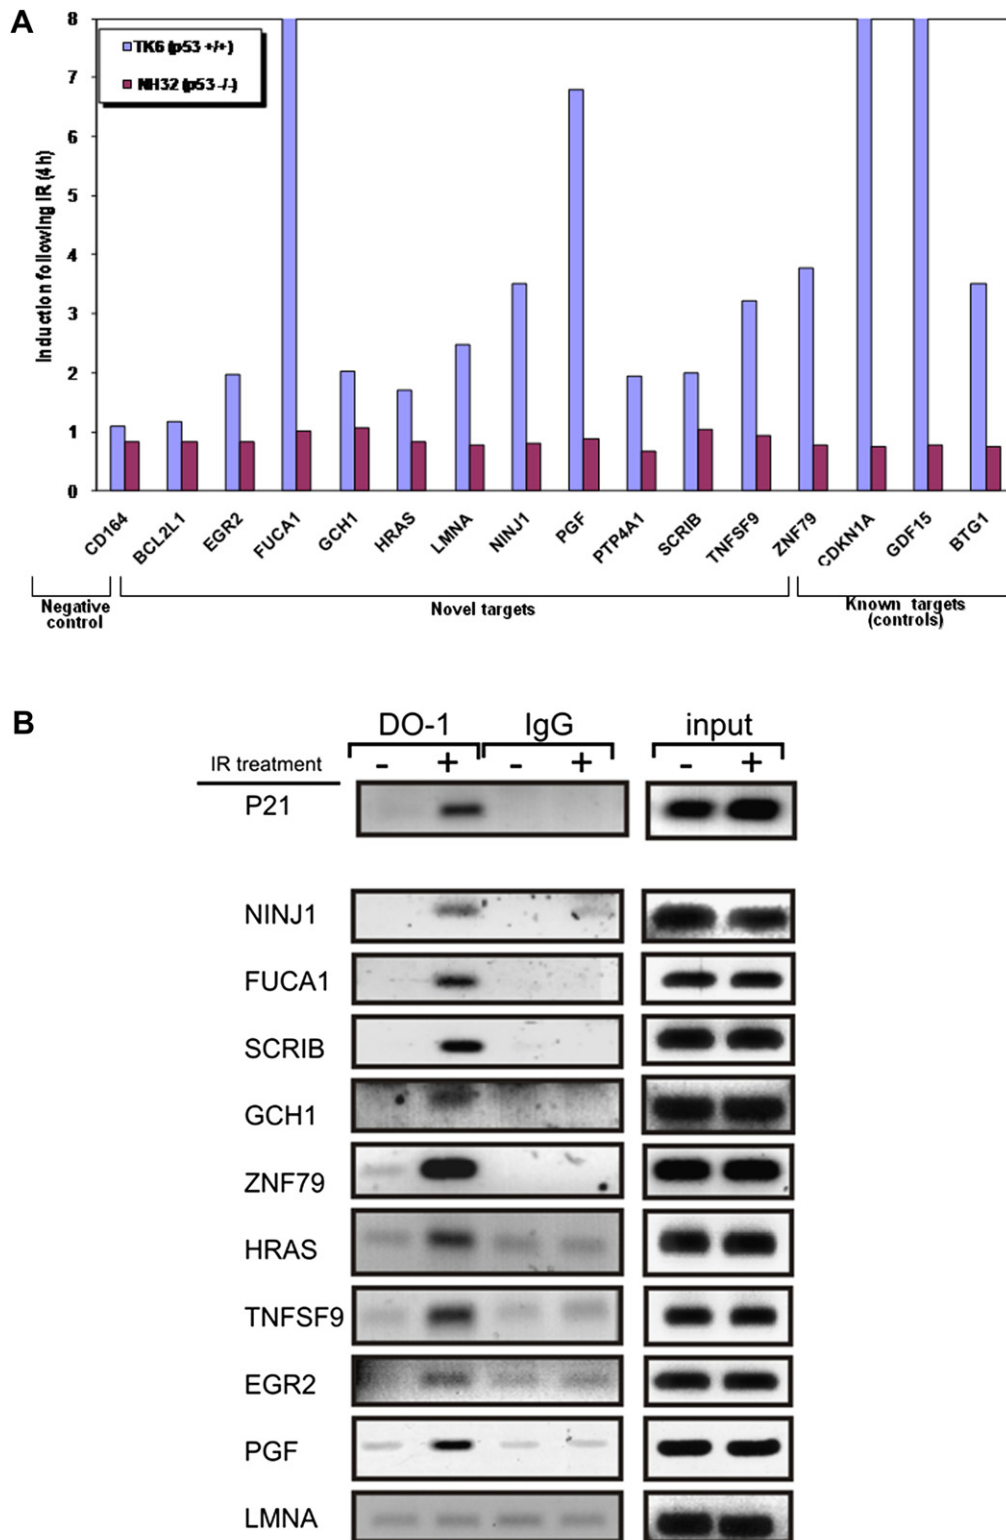 A
8
7
6
5
4
3
2
1
0
Induction following IR (4h)
TK6 (p53 +/+)
NH32 (p53 -/-)
CD164
BCL2L1
EGR2
FUCA1
GCH1
HRAS
LMNA
NINJ1
PGF
PTP4A1
SCRIB
TNFSF9
ZNF79
CDKN1A
GDF15
BTG1
Negative
control
Novel targets
Known targets
(controls)
B
DO-1 IgG input
IR treatment - + - + - +
P21
NINJ1
FUCA1
SCRIB
GCH1
ZNF79
HRAS
TNFSF9
EGR2
PGF
LMNA